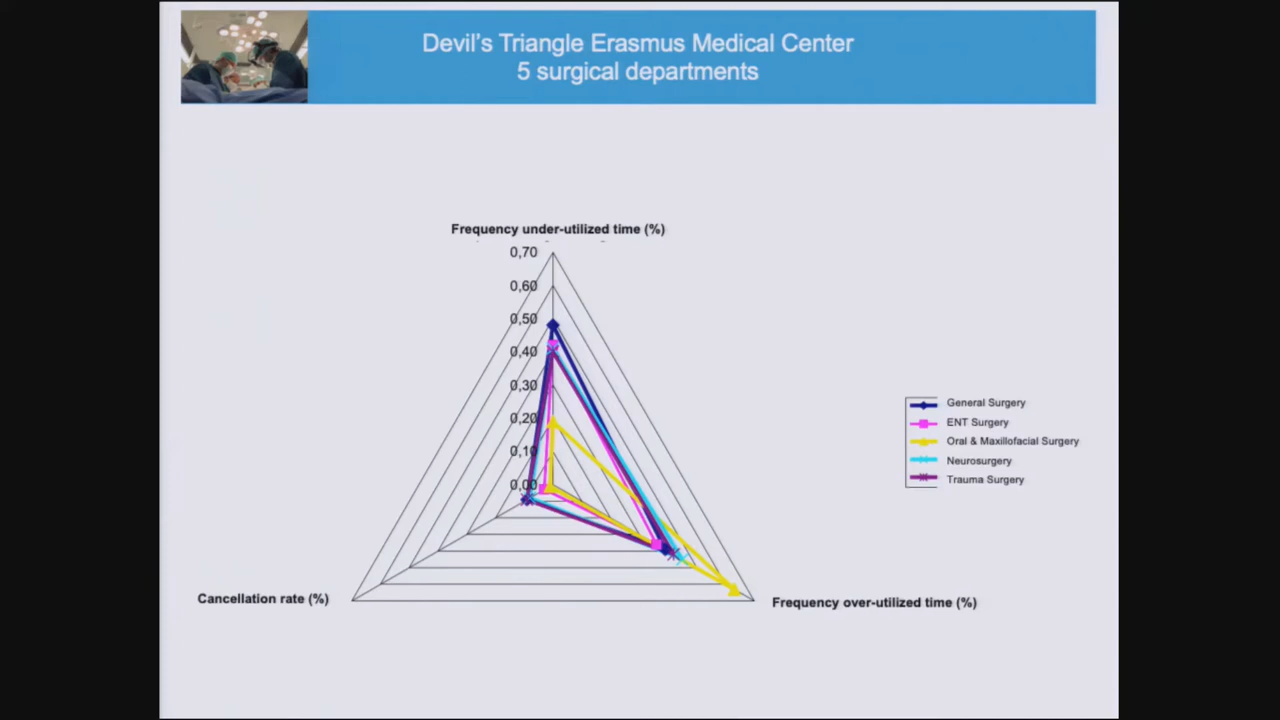 Devil's Triangle Erasmus Medical Center
5 surgical departments
Frequency under-utilized time (%)
0,70
0,60
0,50
0,40
0,30
0,20
0,10
0,00
General Surgery
ENT Surgery
Oral & Maxillofacial Surgery
Neurosurgery
Trauma Surgery
Cancellation rate (%)
Frequency over-utilized time (%)